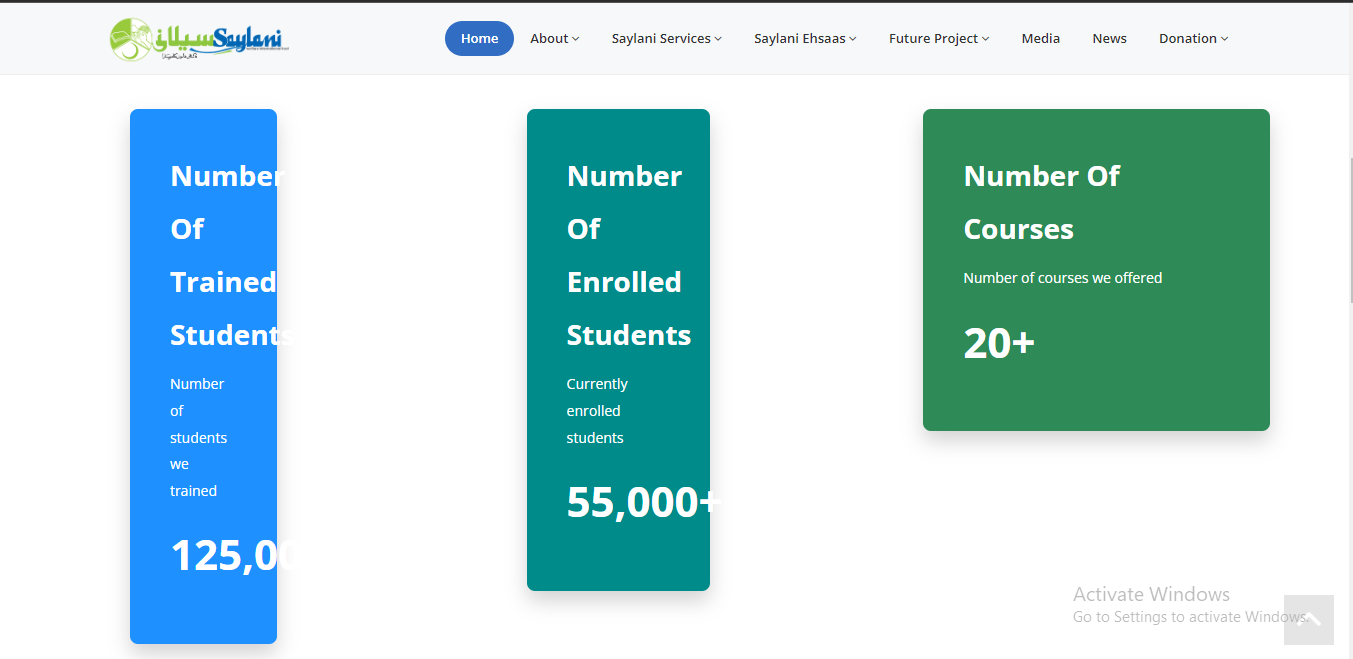 سیلانی Saylani
Home About Saylani Services Saylani Ehsaas Future Project Media News Donation
Number
Of
Trained
Students
Number
of
students
we
trained
125,00
Number
Of
Enrolled
Students
Currently
enrolled
students
55,000+
Number Of
Courses
Number of courses we offered
20+
Activate Windows
Go to Settings to activate Windows.